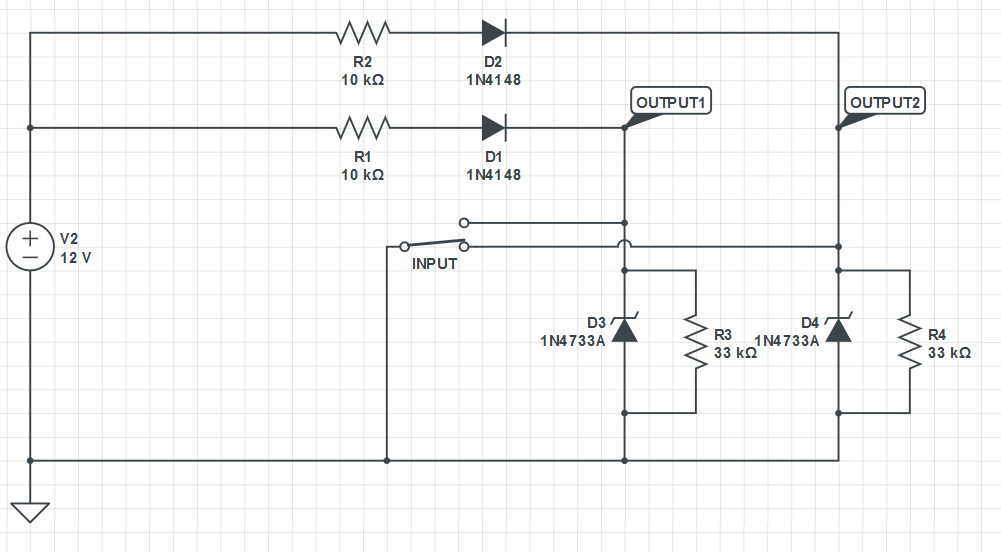 R2
10 kΩ
D2
1N4148
OUTPUT1
OUTPUT2
R1
10 kΩ
D1
1N4148
V2
12 V
+
−
INPUT
D3
1N4733A
R3
33 kΩ
D4
1N4733A
R4
33 kΩ